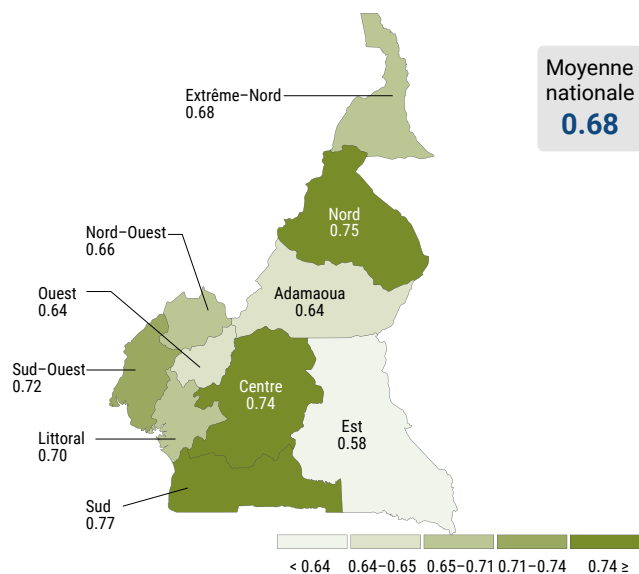 Moyenne
nationale
0.68
Extrême–Nord
0.68
Nord
0.75
Nord–Ouest
0.66
Adamaoua
0.64
Ouest
0.64
Sud–Ouest
0.72
Centre
0.74
Est
0.58
Littoral
0.70
Sud
0.77
< 0.64 0.64–0.65 0.65–0.71 0.71–0.74 0.74 ≥